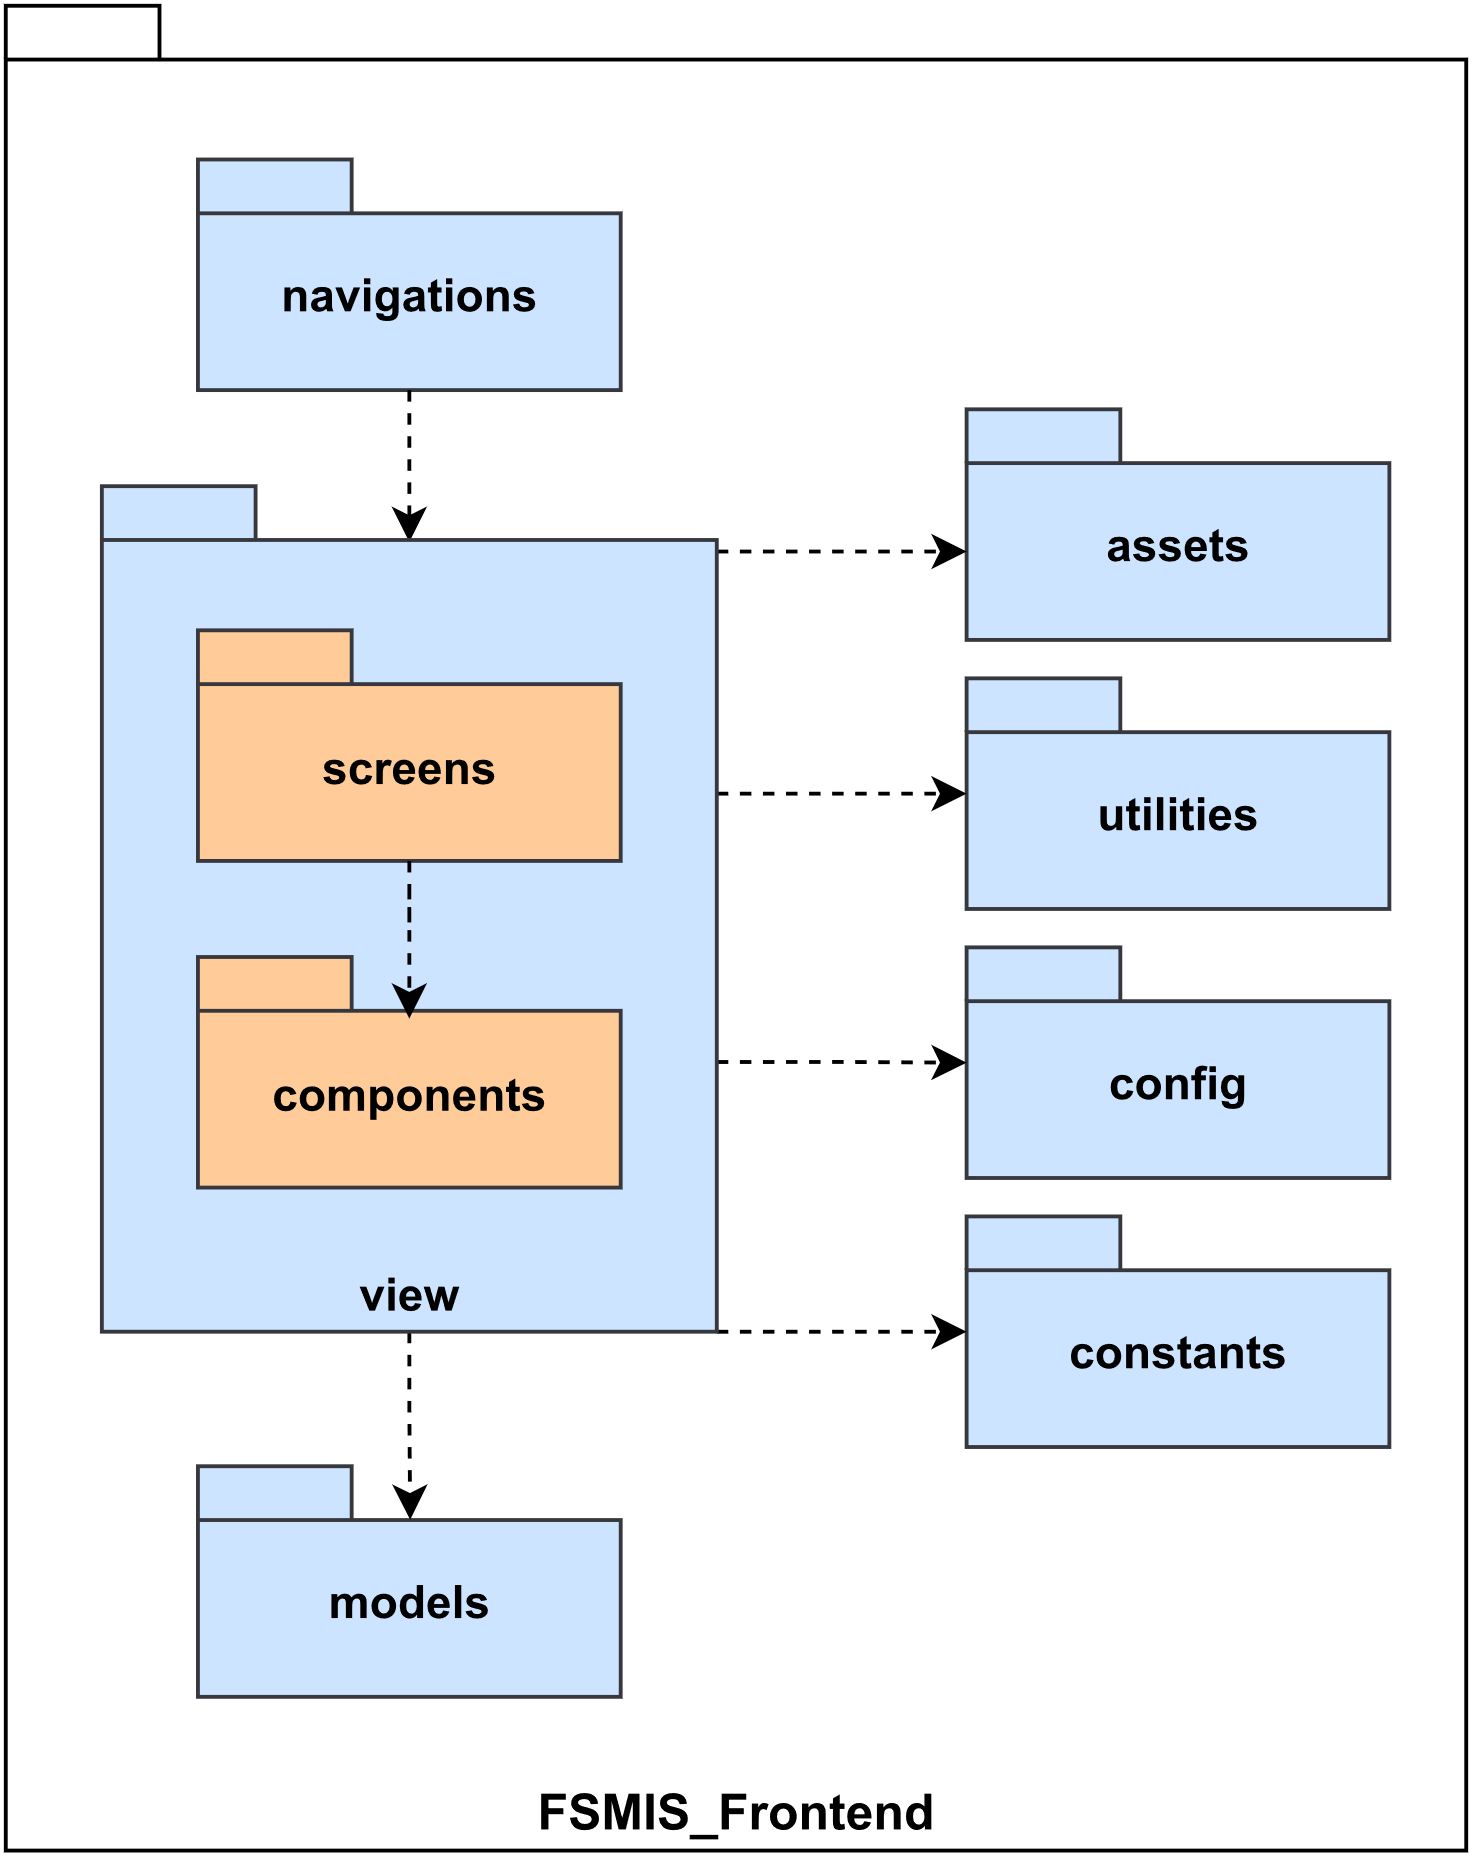 navigations
assets
screens
utilities
components
config
view
constants
models
FSMIS_Frontend